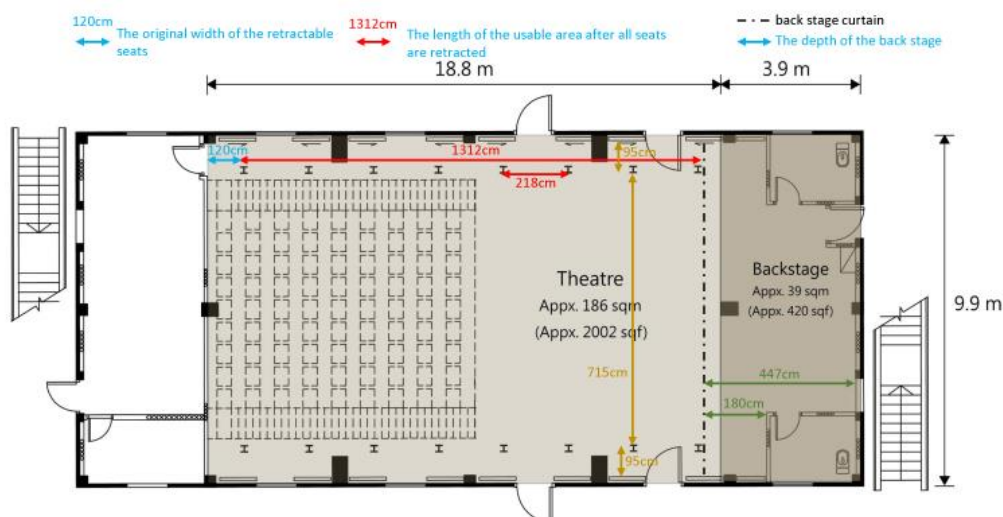 120cm
The original width of the retractable
seats
1312cm
The length of the usable area after all seats
are retracted
back stage curtain
The depth of the back stage
18.8 m
3.9 m
120cm
1312cm
95cm
218cm
Theatre
Appx. 186 sqm
(Appx. 2002 sqf)
Backstage
Appx. 39 sqm
(Appx. 420 sqf)
9.9 m
715cm
447cm
180cm
95cm